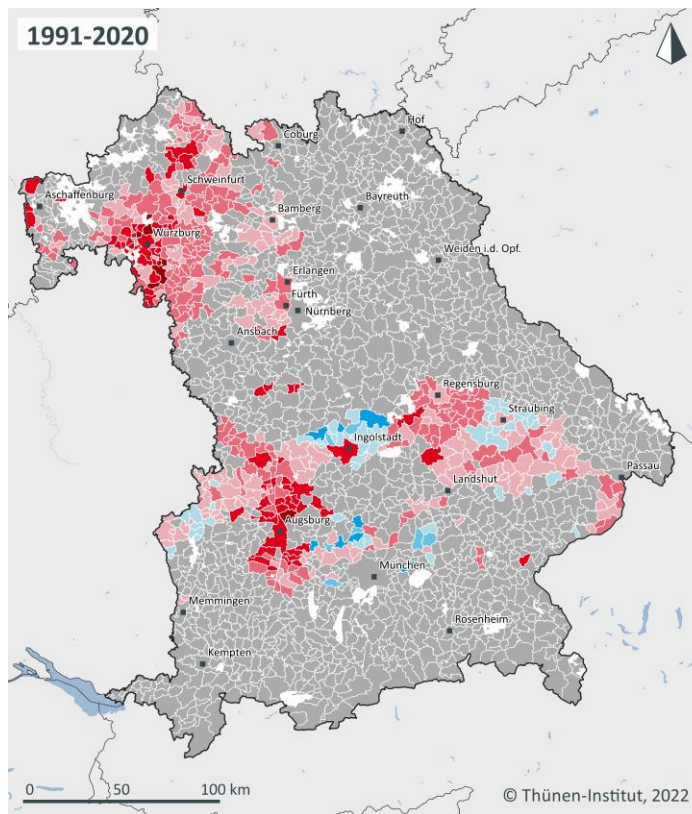 1991-2020
Hof
Coburg
Schweinfurt
Aschaffenburg
Bayreuth
Bamberg
Würzburg
Weiden i.d. Opf.
Erlangen
Fürth
Nürnberg
Ansbach
Regensburg
Straubing
Ingolstadt
Passau
Landshut
Augsburg
Munchen
Memmingen
Rosenheim
Kempten
0 50 100 km
© Thünen-Institut, 2022